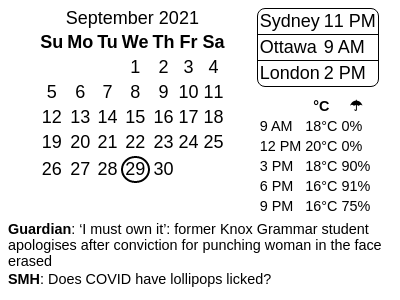 September 2021
Su Mo Tu We Th Fr Sa
1 2 3 4
5 6 7 8 9 10 11
12 13 14 15 16 17 18
19 20 21 22 23 24 25
26 27 28 29 30
Sydney 11 PM
Ottawa 9 AM
London 2 PM
°C ☂
9 AM 18°C 0%
12 PM 20°C 0%
3 PM 18°C 90%
6 PM 16°C 91%
9 PM 16°C 75%
Guardian: ‘I must own it’: former Knox Grammar student
apologises after conviction for punching woman in the face
erased
SMH: Does COVID have lollipops licked?